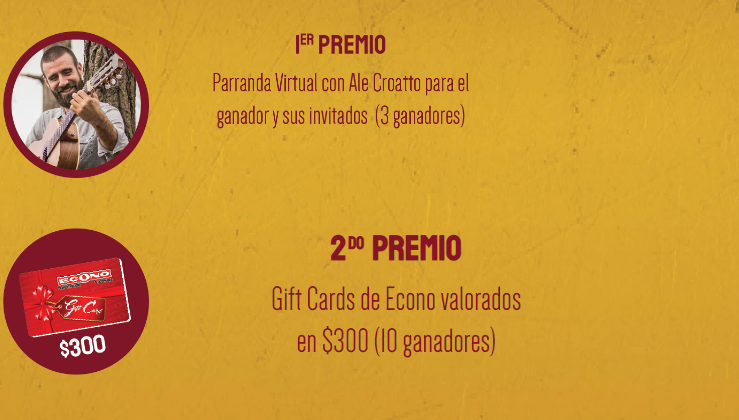 1ER PREMIO
Parranda Virtual con Ale Croatto para el
ganador y sus invitados (3 ganadores)
2DO PREMIO
Gift Cards de Econo valorados
en $300 (10 ganadores)
ECONO
Gift Card
$300